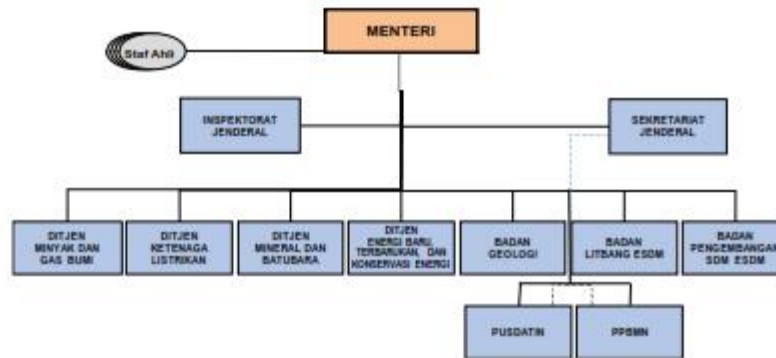 MENTERI
Staf Ahli
INSPEKTORAT
JENDERAL
SEKRETARIAT
JENDERAL
DITJEN
MINYAK DAN
GAS BUMI
DITJEN
KETENAGA
LISTRIKAN
DITJEN
MINERAL DAN
BATUBARA
DITJEN
ENERGI BARU,
TERBARUKAN, DAN
KONSERVASI ENERGI
BADAN
GEOLOGI
BADAN
LITBANG ESDM
BADAN
PENGEMBANGAN
SDM ESDM
PUSDATIN
PPBMN